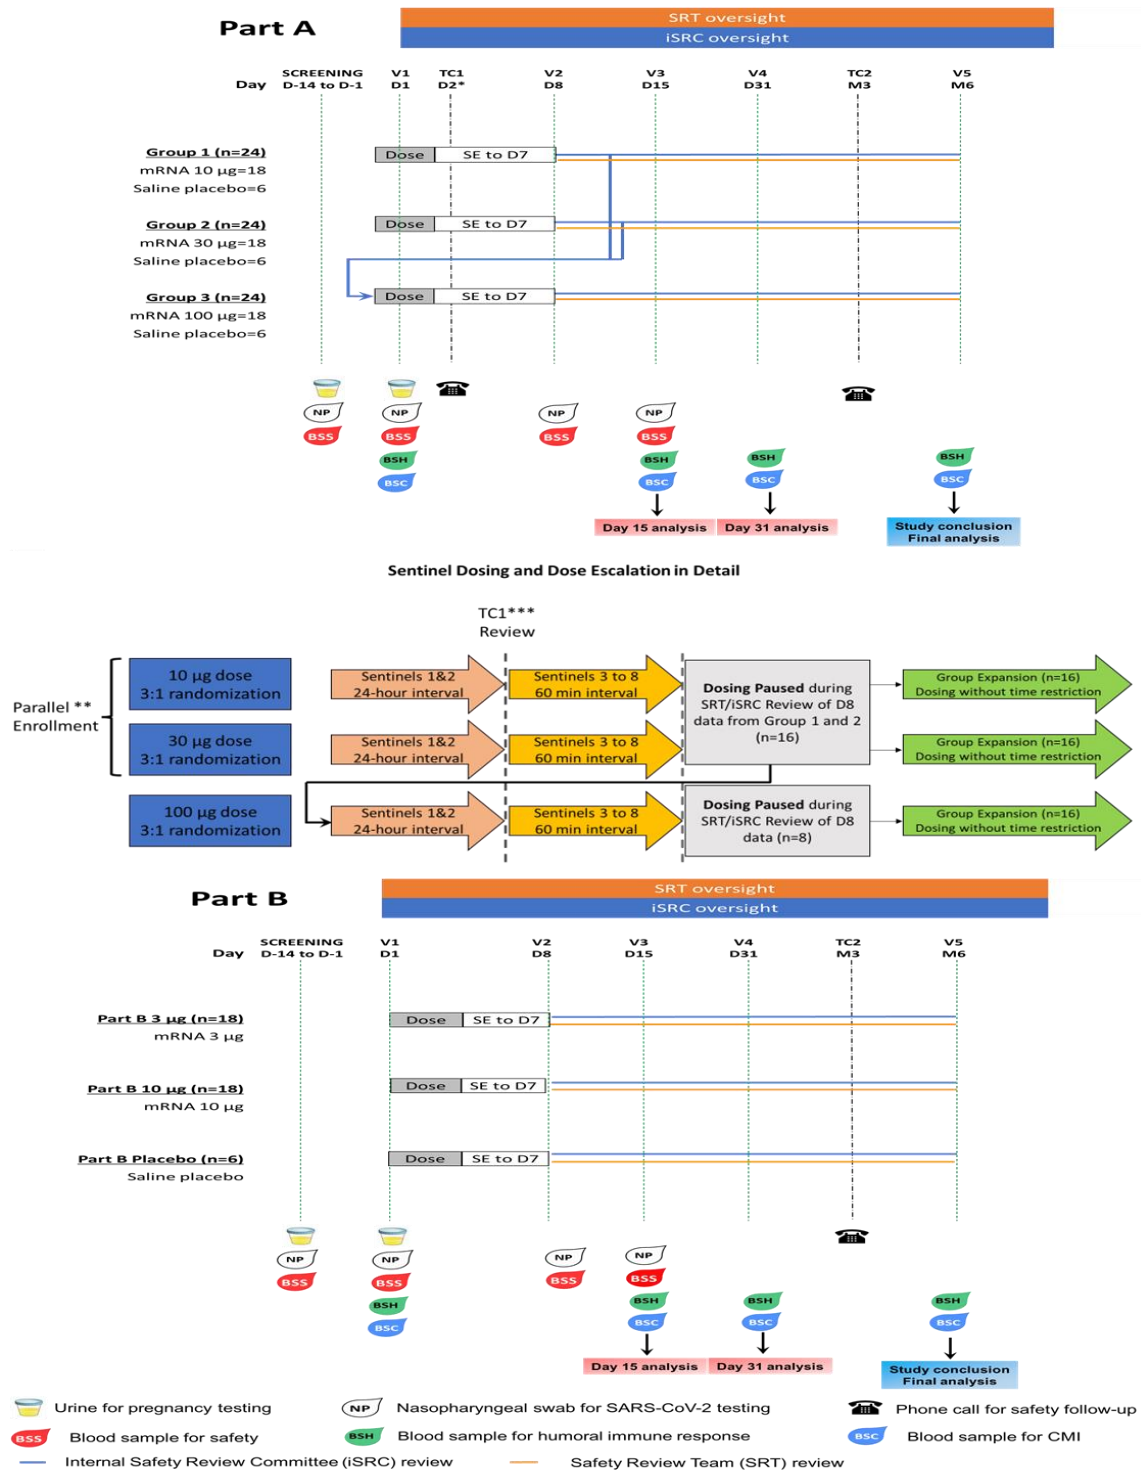 Part A
SRT oversight
iSRC oversight
Day
SCREENING
D-14 to D-1
V1
D1
TC1
D2*
V2
D8
V3
D15
V4
D31
TC2
M3
V5
M6
Group 1 (n=24)
mRNA 10 µg=18
Saline placebo=6
Dose
SE to D7
Group 2 (n=24)
mRNA 30 µg=18
Saline placebo=6
Dose
SE to D7
Group 3 (n=24)
mRNA 100 µg=18
Saline placebo=6
Dose
SE to D7
NP
NP
NP
NP
BSS
BSS
BSS
BSS
BSH
BSH
BSH
BSH
BSC
BSC
BSC
BSC
Day 15 analysis
Day 31 analysis
Study conclusion
Final analysis
Sentinel Dosing and Dose Escalation in Detail
TC1***
Review
Parallel **
Enrollment
10 µg dose
3:1 randomization
Sentinels 1&2
24-hour interval
Sentinels 3 to 8
60 min interval
Dosing Paused during
SRT/iSRC Review of D8
data from Group 1 and 2
(n=16)
Group Expansion (n=16)
Dosing without time restriction
30 µg dose
3:1 randomization
Sentinels 1&2
24-hour interval
Sentinels 3 to 8
60 min interval
Group Expansion (n=16)
Dosing without time restriction
100 µg dose
3:1 randomization
Sentinels 1&2
24-hour interval
Sentinels 3 to 8
60 min interval
Dosing Paused during
SRT/iSRC Review of D8
data (n=8)
Group Expansion (n=16)
Dosing without time restriction
Part B
SRT oversight
iSRC oversight
Day
SCREENING
D-14 to D-1
V1
D1
V2
D8
V3
D15
V4
D31
TC2
M3
V5
M6
Part B 3 µg (n=18)
mRNA 3 µg
Dose
SE to D7
Part B 10 µg (n=18)
mRNA 10 µg
Dose
SE to D7
Part B Placebo (n=6)
Saline placebo
Dose
SE to D7
NP
NP
NP
NP
BSS
BSS
BSS
BSS
BSH
BSH
BSH
BSH
BSC
BSC
BSC
BSC
Day 15 analysis
Day 31 analysis
Study conclusion
Final analysis
Urine for pregnancy testing
NP
Nasopharyngeal swab for SARS-CoV-2 testing
Phone call for safety follow-up
BSS
Blood sample for safety
BSH
Blood sample for humoral immune response
BSC
Blood sample for CMI
Internal Safety Review Committee (iSRC) review
Safety Review Team (SRT) review